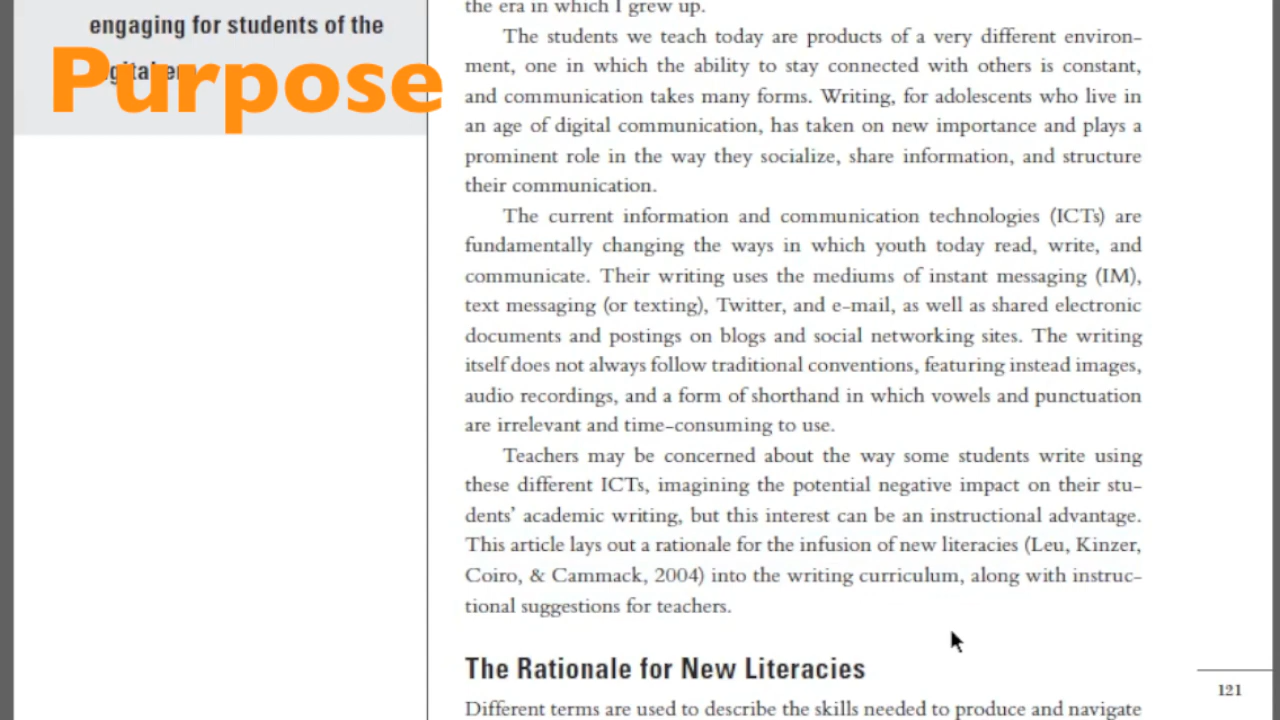 engaging for students of the
Purpose
the era in which I grew up.
The students we teach today are products of a very different environ-
ment, one in which the ability to stay connected with others is constant,
and communication takes many forms. Writing, for adolescents who live in
an age of digital communication, has taken on new importance and plays a
prominent role in the way they socialize, share information, and structure
their communication.
The current information and communication technologies (ICTs) are
fundamentally changing the ways in which youth today read, write, and
communicate. Their writing uses the mediums of instant messaging (IM),
text messaging (or texting), Twitter, and e-mail, as well as shared electronic
documents and postings on blogs and social networking sites. The writing
itself does not always follow traditional conventions, featuring instead images,
audio recordings, and a form of shorthand in which vowels and punctuation
are irrelevant and time-consuming to use.
Teachers may be concerned about the way some students write using
these different ICTs, imagining the potential negative impact on their stu-
dents' academic writing, but this interest can be an instructional advantage.
This article lays out a rationale for the infusion of new literacies (Leu, Kinzer,
Coiro, & Cammack, 2004) into the writing curriculum, along with instruc-
tional suggestions for teachers.
The Rationale for New Literacies
121
Different terms are used to describe the skills needed to produce and navigate